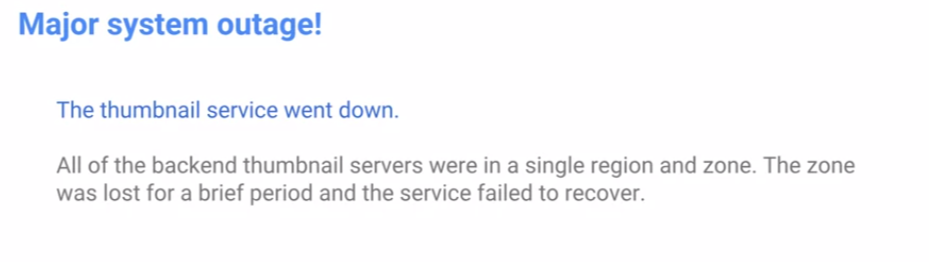 Major system outage!
The thumbnail service went down.
All of the backend thumbnail servers were in a single region and zone. The zone
was lost for a brief period and the service failed to recover.